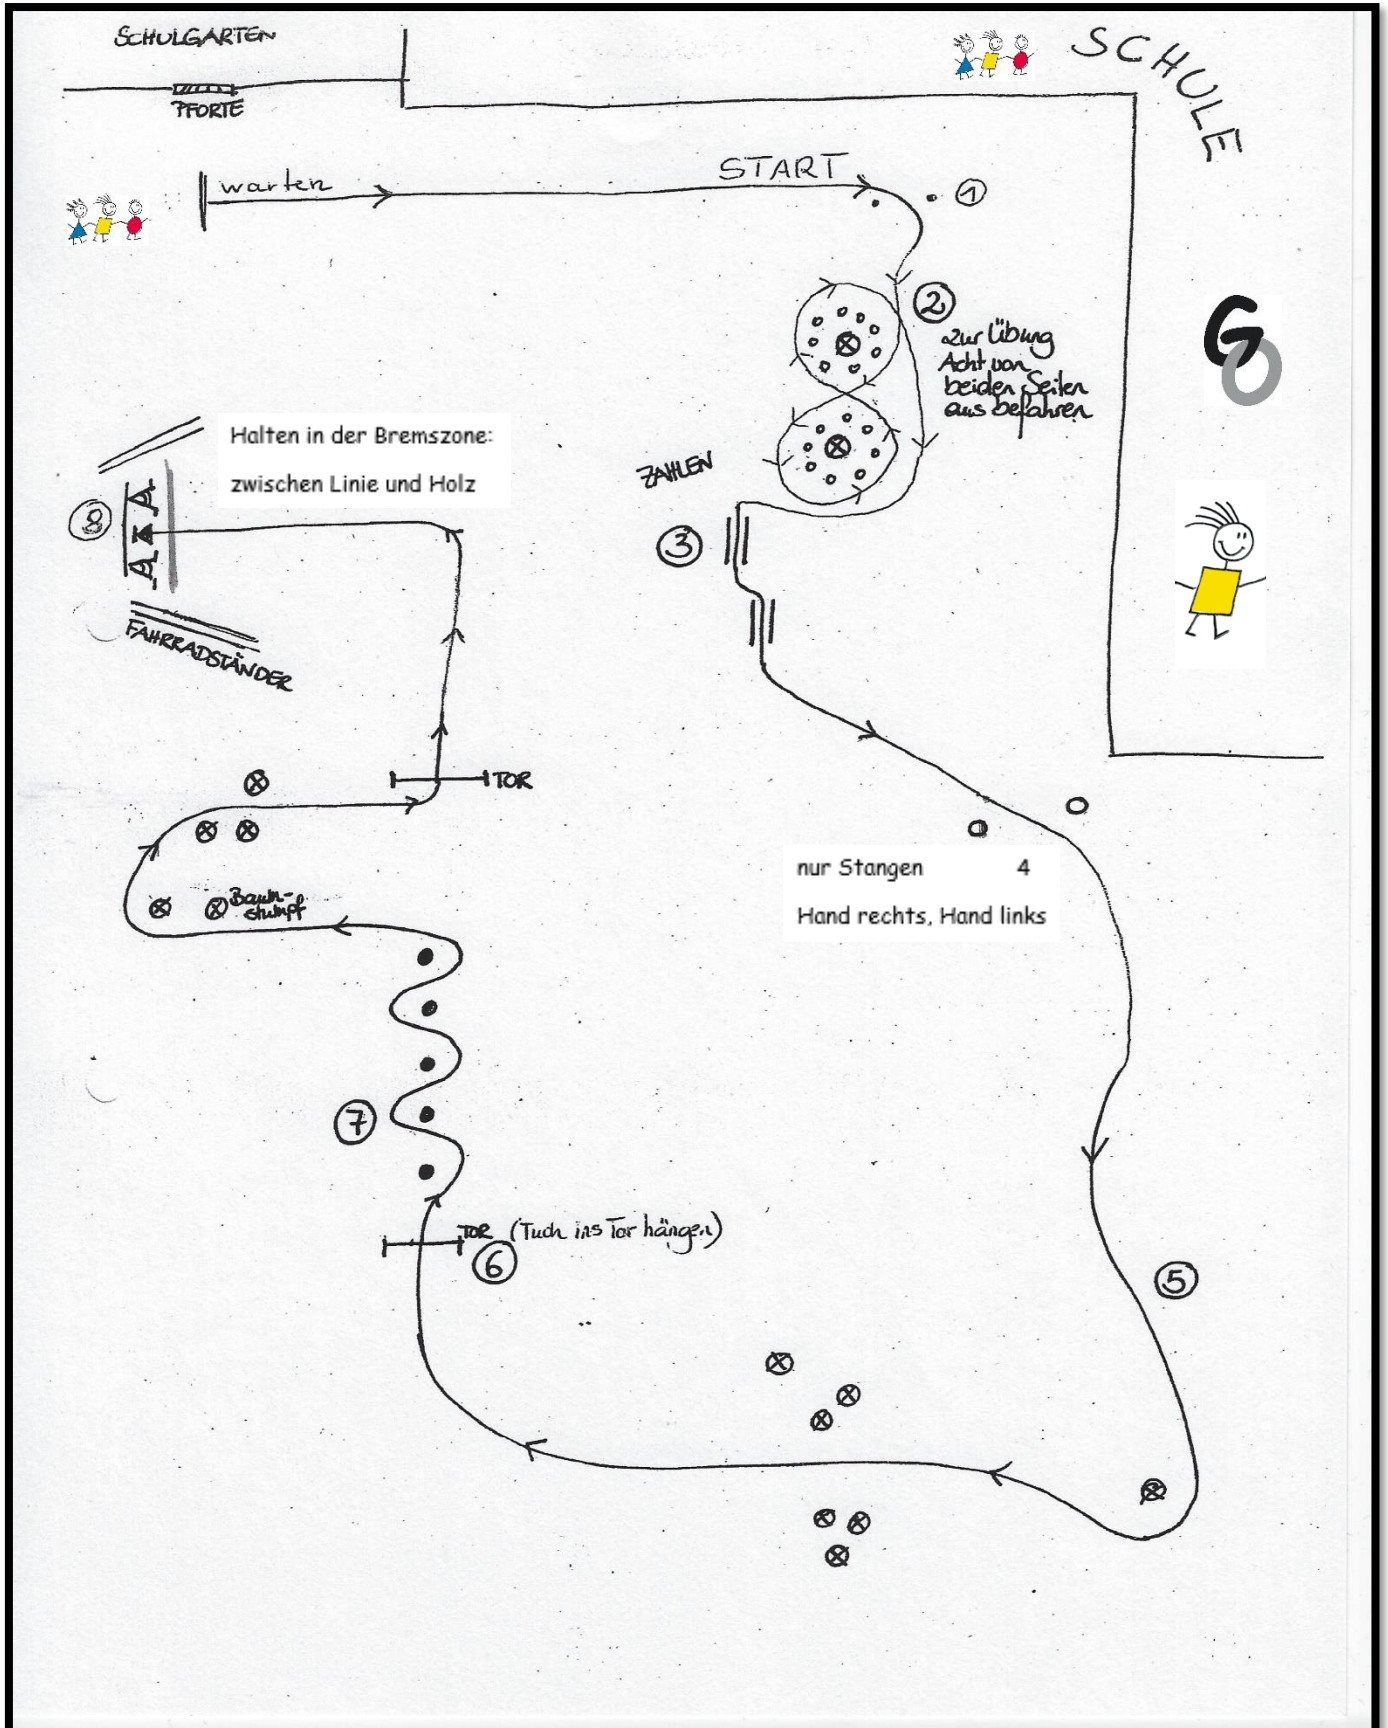 SCHULGARTEN
PFORTE
SCHULE
warten
START
1
2
zur Übung
Acht von
beiden Seiten
aus befahren
GO
Halten in der Bremszone:
zwischen Linie und Holz
ZAHLEN
3
8
FAHRRADSTÄNDER
TOR
nur Stangen 4
Hand rechts, Hand links
Baum-
stumpf
7
TOR (Tuch ins Tor hängen)
6
5